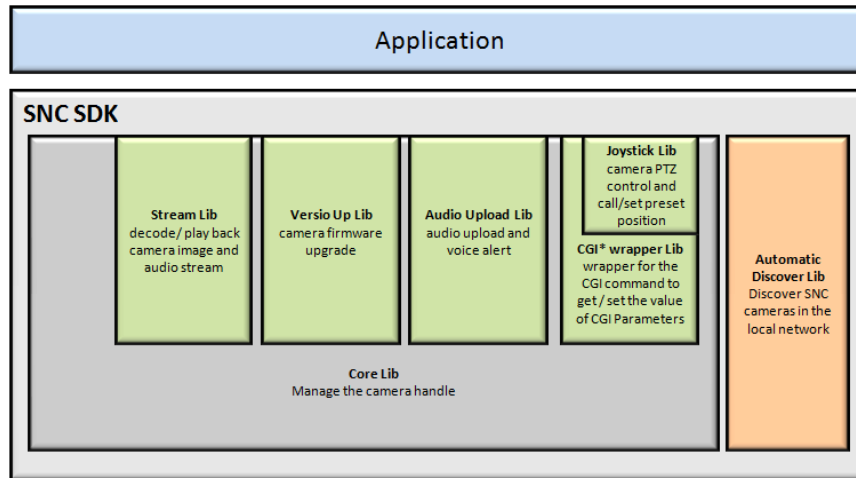 Application
SNC SDK
Stream Lib
decode/ play back
camera image and
audio stream
Versio Up Lib
camera firmware
upgrade
Audio Upload Lib
audio upload and
voice alert
Joystick Lib
camera PTZ
control and
call/set preset
position
CGI* wrapper Lib
wrapper for the
CGI command to
get / set the value
of CGI Parameters
Automatic
Discover Lib
Discover SNC
cameras in the
local network
Core Lib
Manage the camera handle